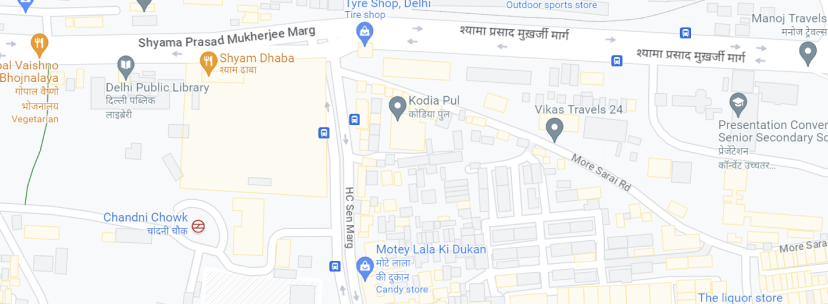 Tyre Shop, Delhi
Tire shop
Outdoor sports store
Shyama Prasad Mukherjee Marg
श्यामा प्रसाद मुख़र्जी मार्ग
श्यामा प्रसाद मुख़र्जी मार्ग
Manoj Travels
मनोज ट्रेवल्स
pal Vaishno
Bhojnalaya
गोपाल वैष्णो
भोजनालय
Vegetarian
Shyam Dhaba
श्याम ढाबा
Delhi Public Library
दिल्ली पब्लिक
लाइब्रेरी
Kodia Pul
कोडिया पुल
Vikas Travels 24
Presentation Conven
Senior Secondary Sc
प्रेजेंटेशन
कॉन्वेंट उच्चतर...
More Sarai Rd
HC Sen Marg
Chandni Chowk
चांदनी चौक
Motey Lala Ki Dukan
मोटे लाला
की दुकान
Candy store
More Sarai
The liquor store